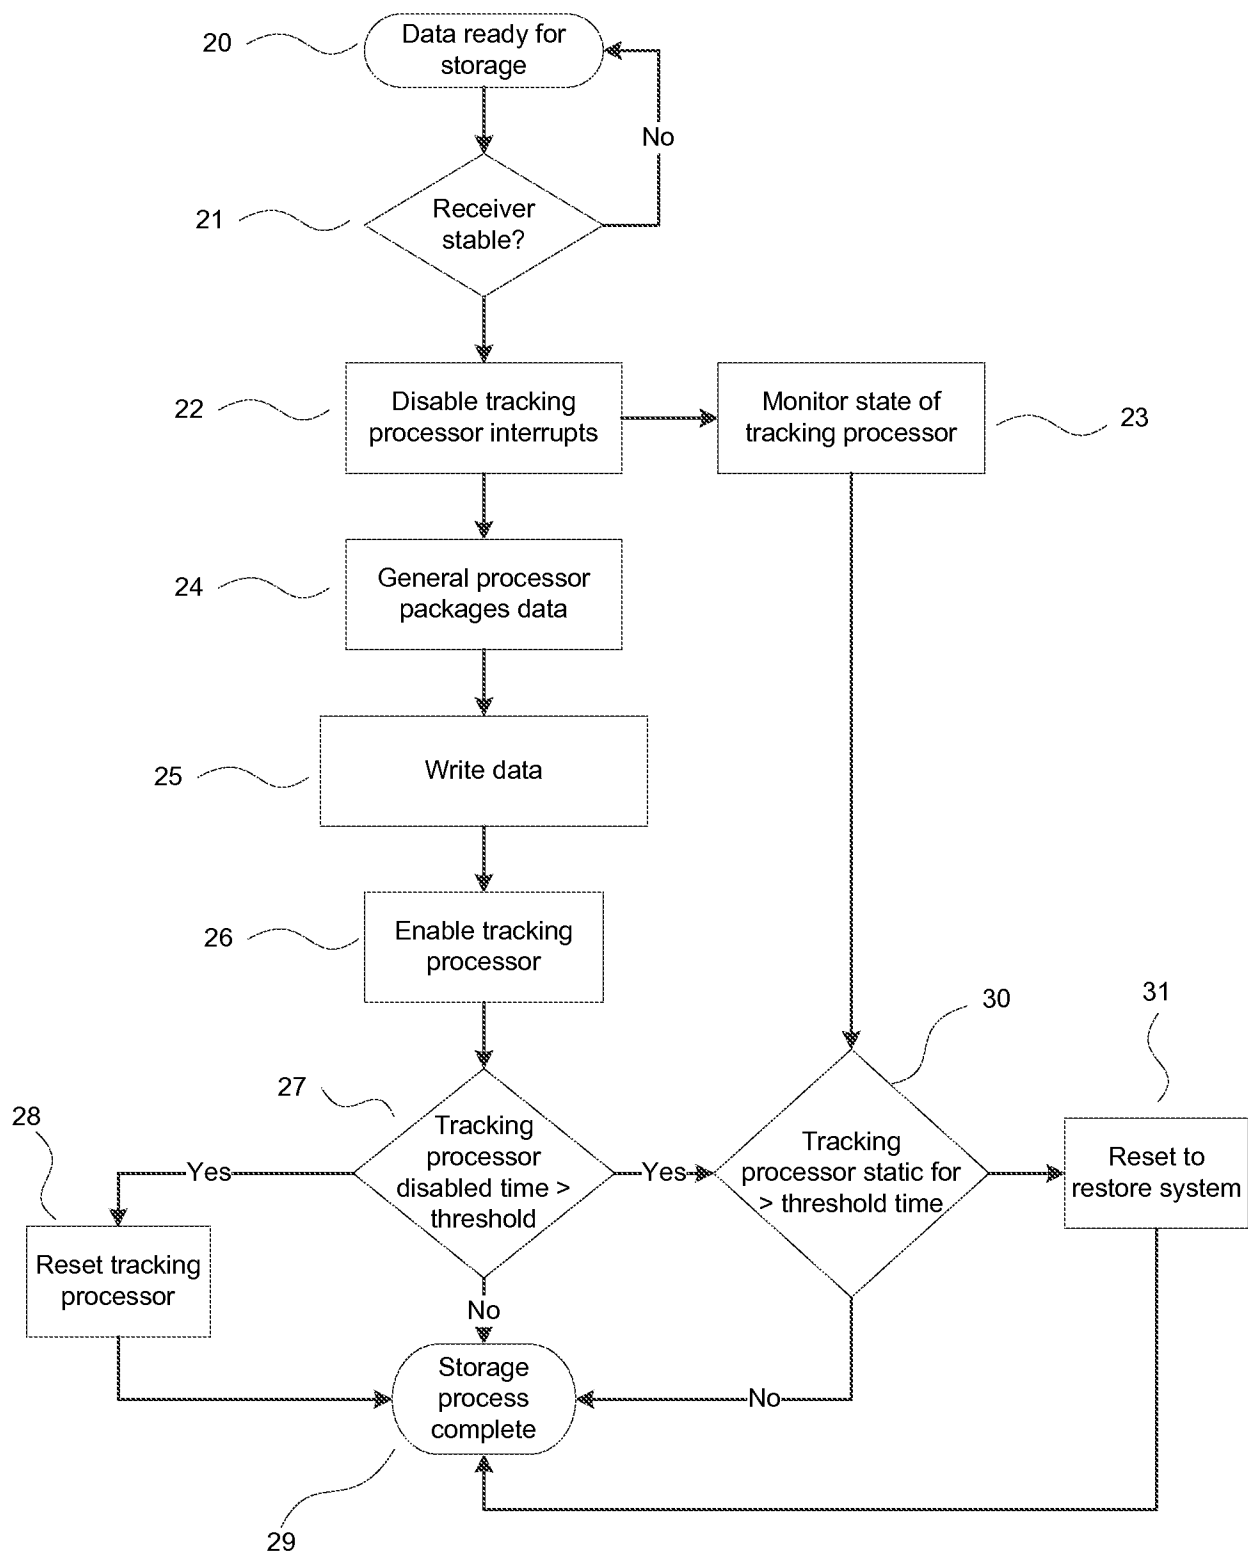 20
Data ready for
storage
No
21
Receiver
stable?
22
Disable tracking
processor interrupts
Monitor state of
tracking processor
23
24
General processor
packages data
25
Write data
26
Enable tracking
processor
27
Tracking
processor
disabled time >
threshold
Yes
Yes
30
Tracking
processor static for
> threshold time
31
Reset to
restore system
28
Reset tracking
processor
No
No
Storage
process
complete
29